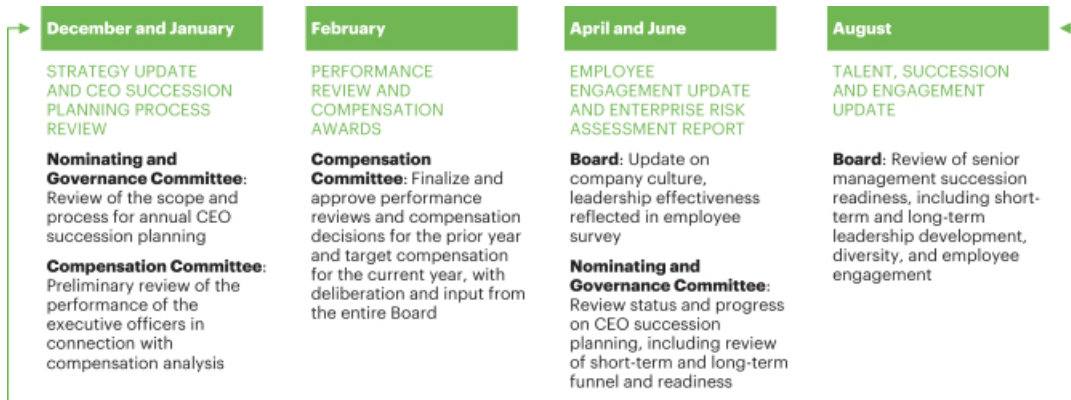 December and January
STRATEGY UPDATE
AND CEO SUCCESSION
PLANNING PROCESS
REVIEW
Nominating and
Governance Committee:
Review of the scope and
process for annual CEO
succession planning
Compensation Committee:
Preliminary review of the
performance of the
executive officers in
connection with
compensation analysis
February
PERFORMANCE
REVIEW AND
COMPENSATION
AWARDS
Compensation
Committee: Finalize and
approve performance
reviews and compensation
decisions for the prior year
and target compensation
for the current year, with
deliberation and input from
the entire Board
April and June
EMPLOYEE
ENGAGEMENT UPDATE
AND ENTERPRISE RISK
ASSESSMENT REPORT
Board: Update on
company culture,
leadership effectiveness
reflected in employee
survey
Nominating and
Governance Committee:
Review status and progress
on CEO succession
planning, including review
of short-term and long-term
funnel and readiness
August
TALENT, SUCCESSION
AND ENGAGEMENT
UPDATE
Board: Review of senior
management succession
readiness, including short-
term and long-term
leadership development,
diversity, and employee
engagement